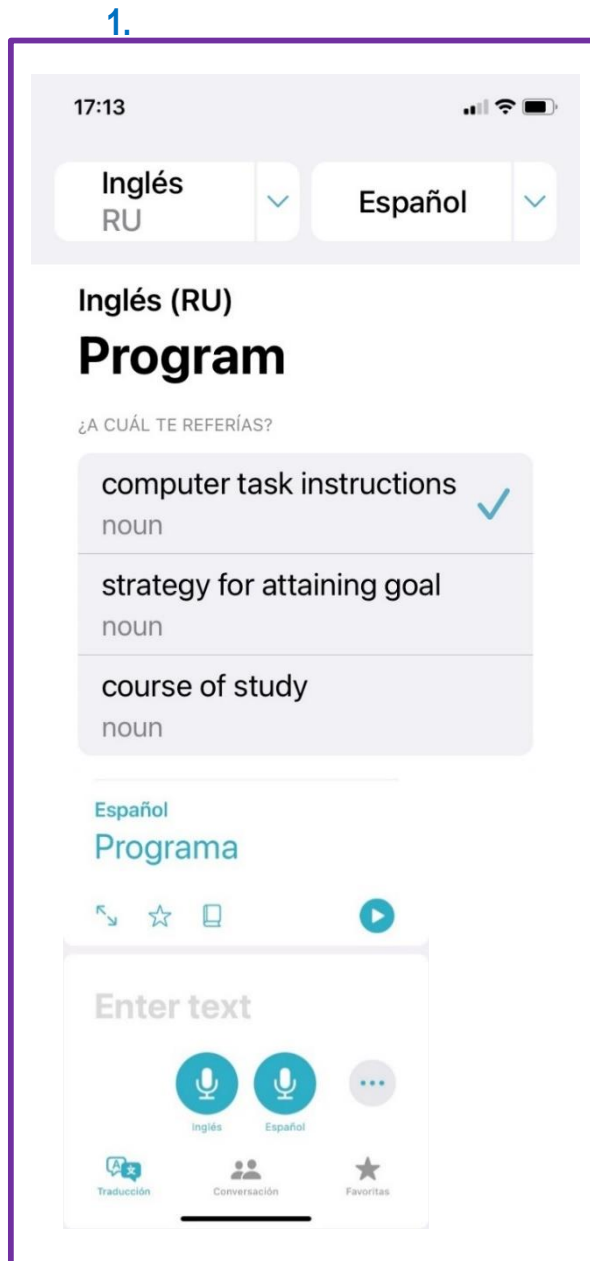 1.
17:13
Inglés
RU
Español
Inglés (RU)
Program
¿A CUÁL TE REFERÍAS?
computer task instructions
noun
strategy for attaining goal
noun
course of study
noun
Español
Programa
Enter text
Inglés Español
Traducción Conversación Favoritas